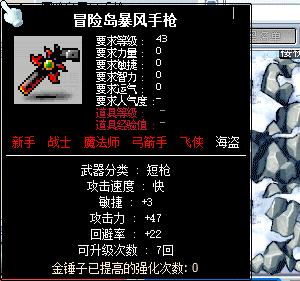 冒险岛暴风手枪
要求等级： 43
要求力量： 0
要求敏捷： 0
要求智力： 0
要求运气： 0
要求人气度： -
道具等级： -
道具经验值： -
新手 战士 魔法师 弓箭手 飞侠 海盗
武器分类：短枪
攻击速度：快
敏捷：+3
攻击力：+47
回避率：+22
可升级次数：7回
金锤子已提高的强化次数：0